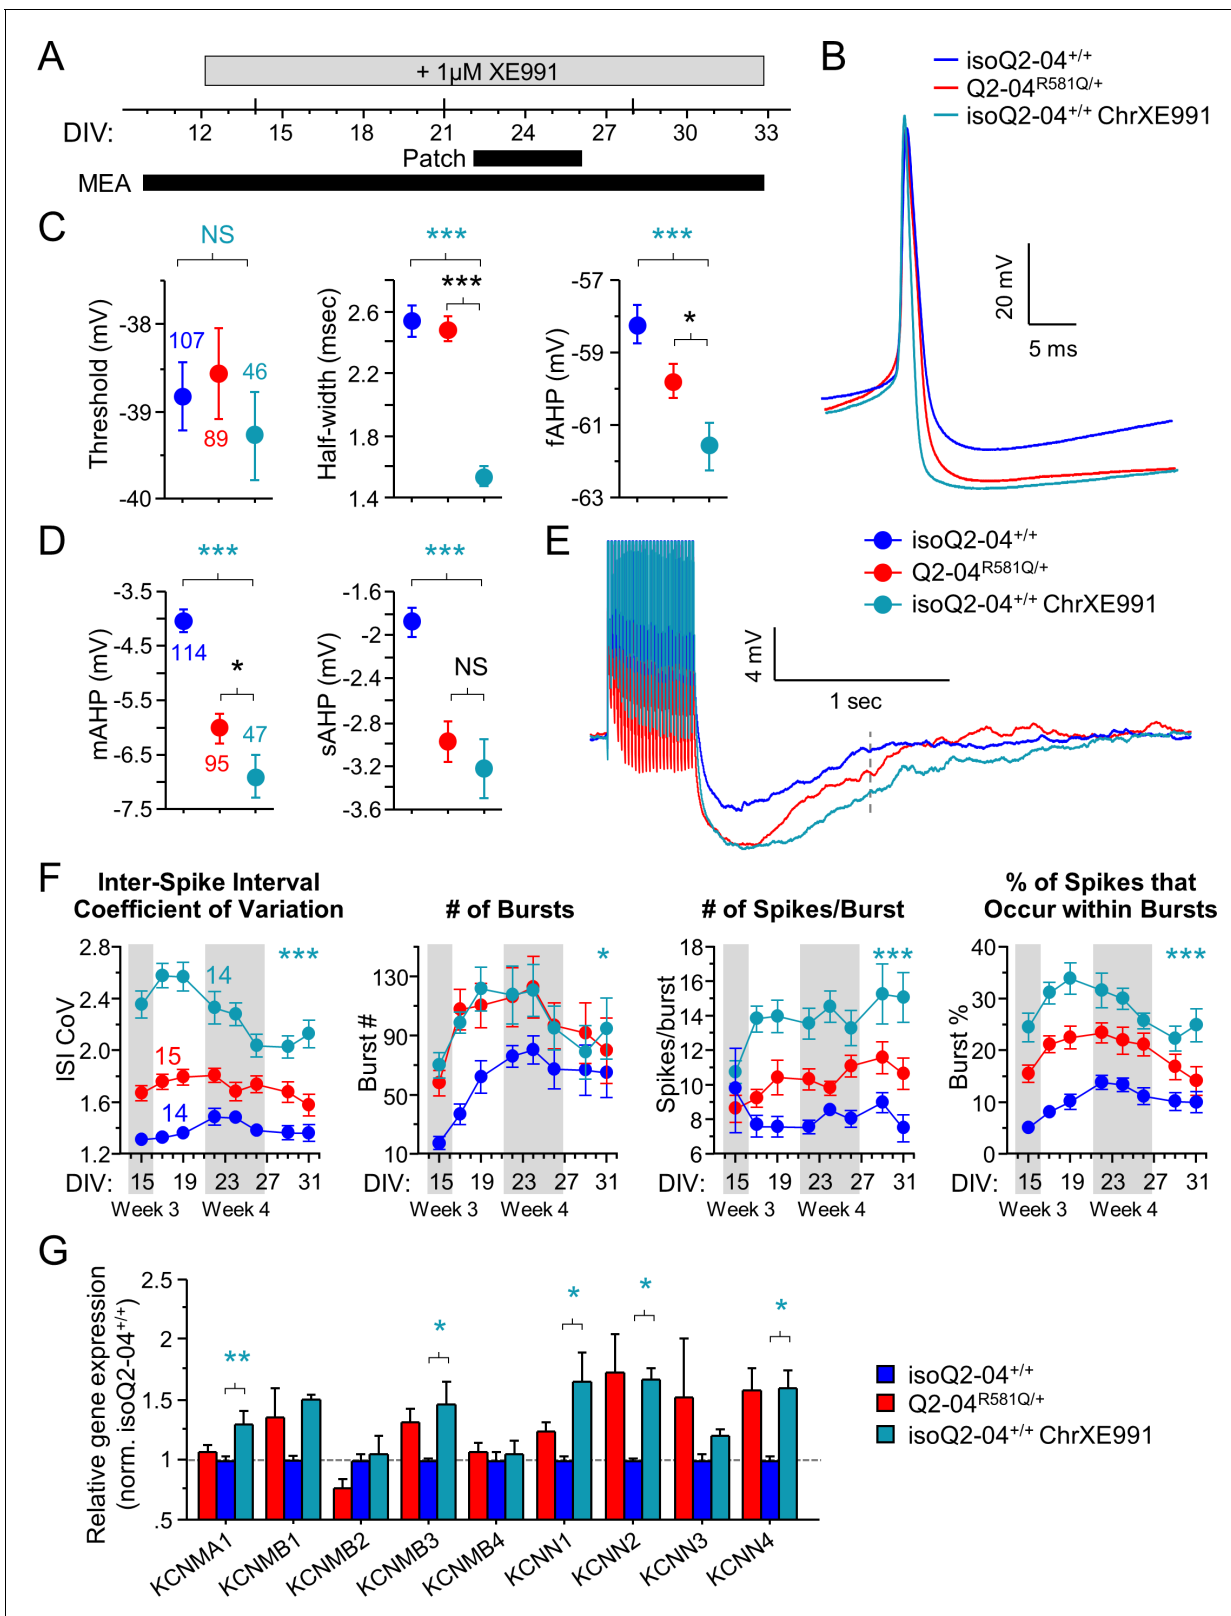 A
+ 1µM XE991
DIV: 12 15 18 21 24 27 30 33
Patch
MEA
B
isoQ2-04+/+
Q2-04R581Q/+
isoQ2-04+/+ ChrXE991
20 mV
5 ms
C
NS
Threshold (mV)
-38
-39
-40
107
89
46
***
***
Half-width (msec)
2.6
2.2
1.8
1.4
***
*
fAHP (mV)
-57
-59
-61
-63
D
***
*
mAHP (mV)
-3.5
-4.5
-5.5
-6.5
-7.5
114
95
47
***
NS
sAHP (mV)
-1.6
-2
-2.4
-2.8
-3.2
-3.6
E
isoQ2-04+/+
Q2-04R581Q/+
isoQ2-04+/+ ChrXE991
4 mV
1 sec
F
Inter-Spike Interval
Coefficient of Variation
ISI CoV
2.8
2.4
2.0
1.6
1.2
***
14
15
14
DIV: 15 19 23 27 31
Week 3 Week 4
# of Bursts
Burst #
130
90
50
10
*
DIV: 15 19 23 27 31
Week 3 Week 4
# of Spikes/Burst
Spikes/burst
18
16
14
12
10
8
6
***
DIV: 15 19 23 27 31
Week 3 Week 4
% of Spikes that
Occur within Bursts
Burst %
40
30
20
10
0
***
DIV: 15 19 23 27 31
Week 3 Week 4
G
Relative gene expression
(norm. isoQ2-04+/+)
2.5
2
1.5
1
.5
**
*
*
*
*
KCNMA1
KCNMB1
KCNMB2
KCNMB3
KCNMB4
KCNN1
KCNN2
KCNN3
KCNN4
isoQ2-04+/+
Q2-04R581Q/+
isoQ2-04+/+ ChrXE991